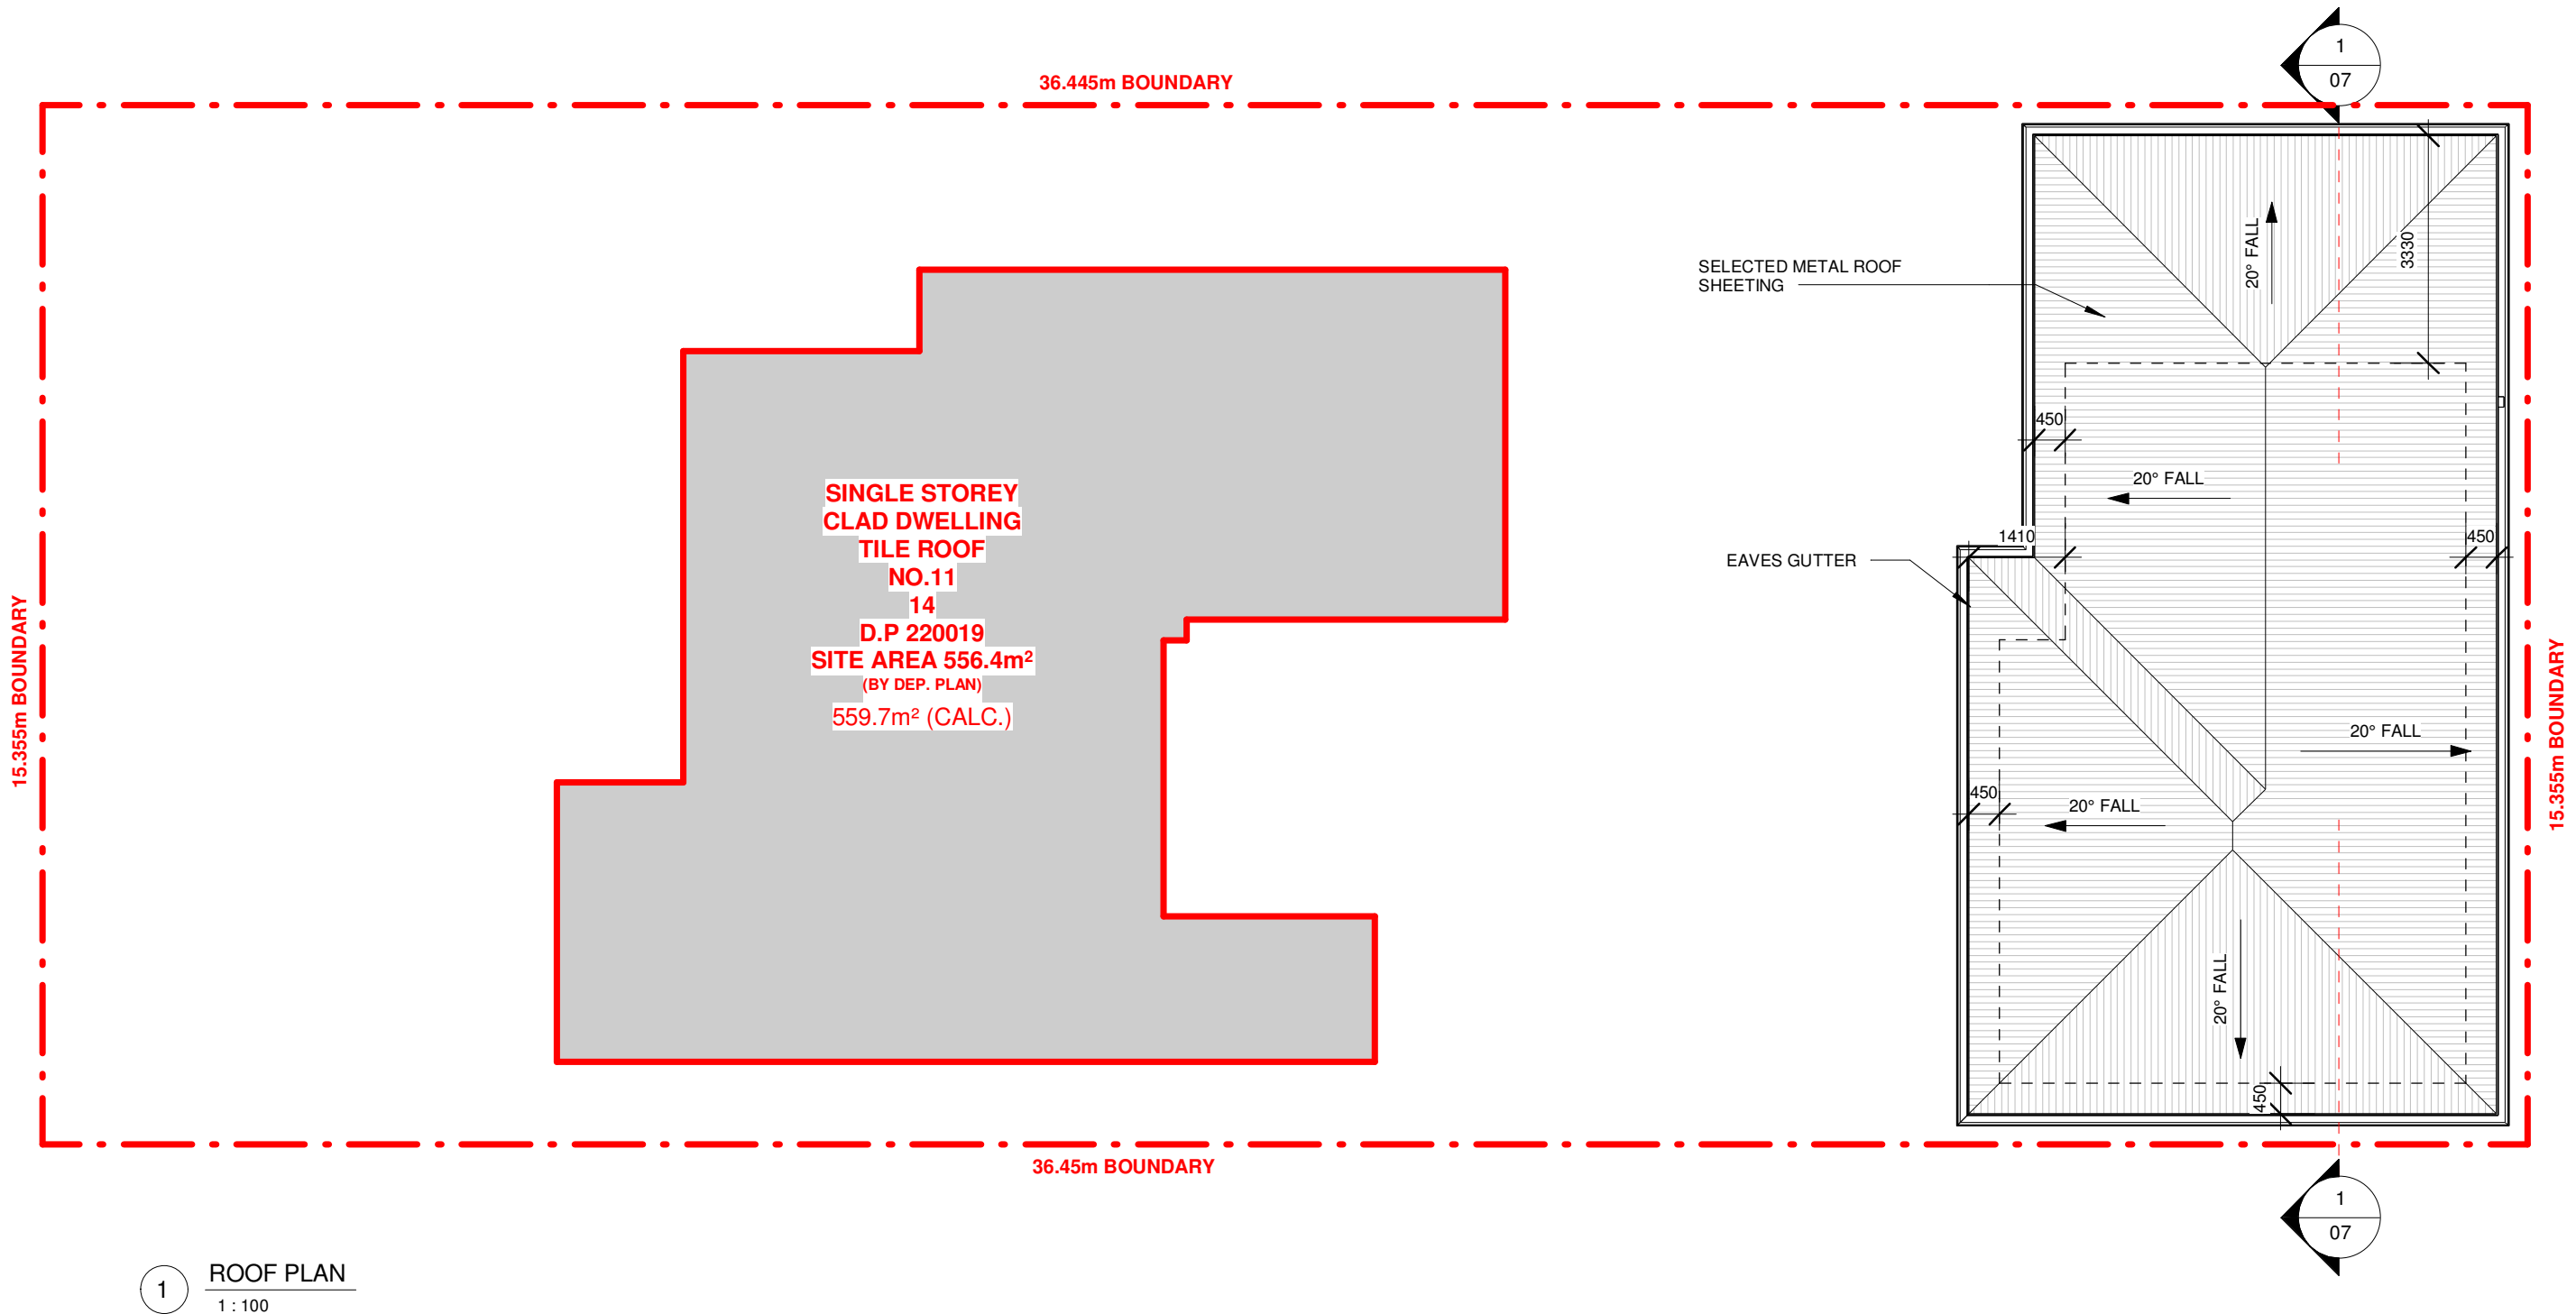 1
07
36.445m BOUNDARY
20° FALL
3330
SELECTED METAL ROOF
SHEETING
450
20° FALL
SINGLE STOREY
CLAD DWELLING
TILE ROOF
NO.11
14
D.P 220019
SITE AREA 556.4m²
(BY DEP. PLAN)
559.7m² (CALC.)
1410
450
EAVES GUTTER
15.355m BOUNDARY
15.355m BOUNDARY
20° FALL
450
20° FALL
20° FALL
450
36.45m BOUNDARY
1
07
1
ROOF PLAN
1 : 100